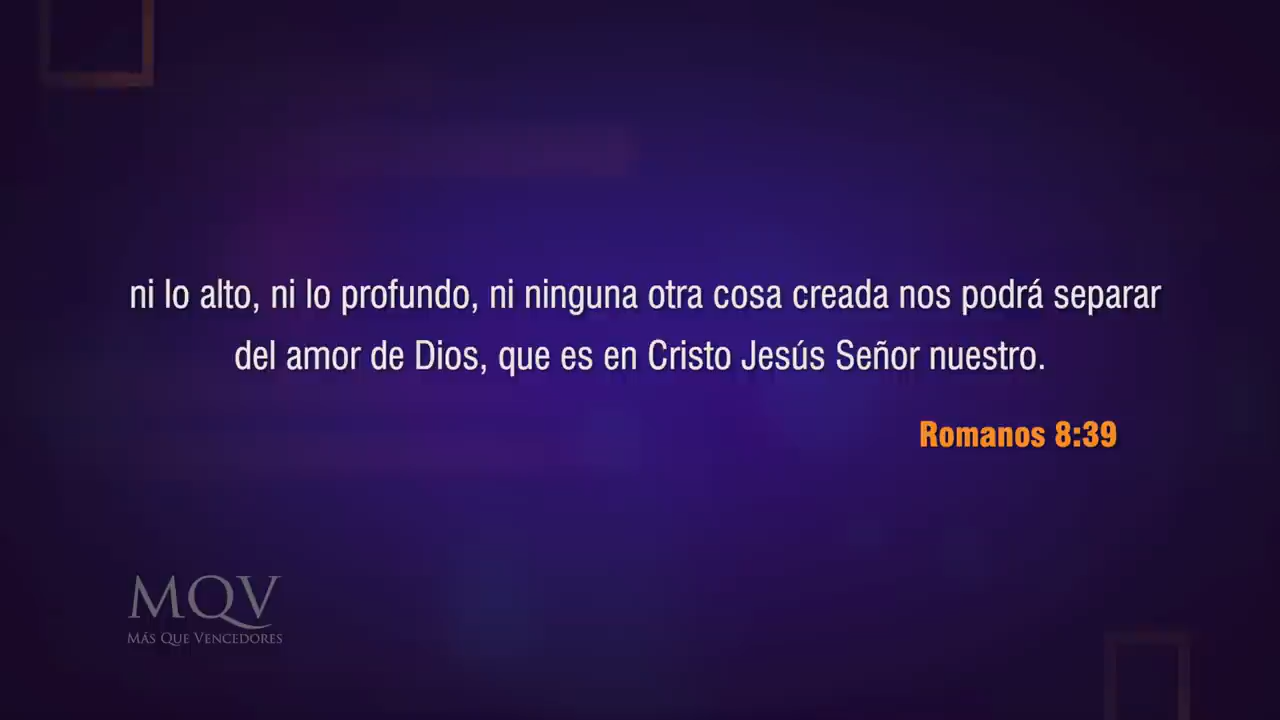 ni lo alto, ni lo profundo, ni ninguna otra cosa creada nos podrá separar
del amor de Dios, que es en Cristo Jesús Señor nuestro.
Romanos 8:39
MQV
MÁS QUE VENCEDORES